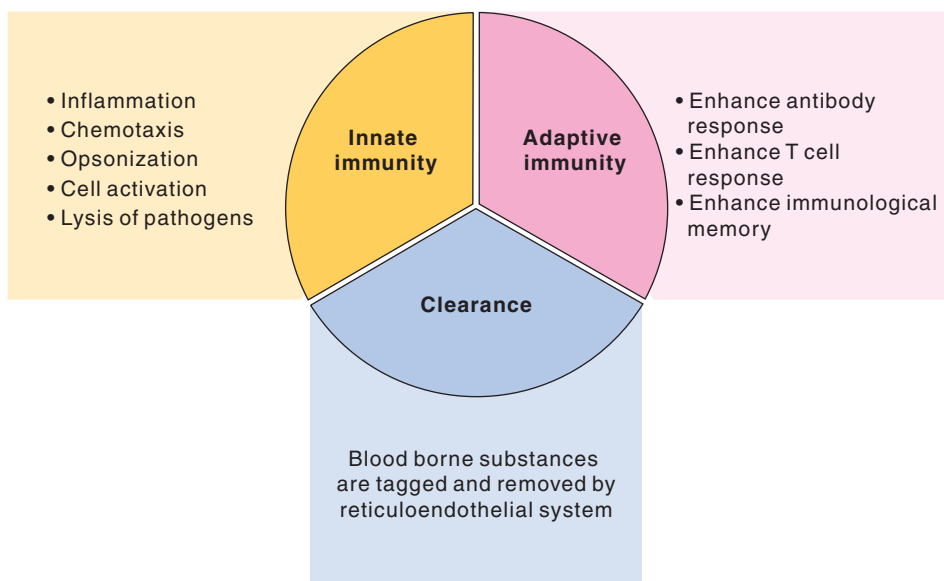 • Inflammation
• Chemotaxis
• Opsonization
• Cell activation
• Lysis of pathogens
Innate
immunity
Adaptive
immunity
• Enhance antibody
response
• Enhance T cell
response
• Enhance immunological
memory
Clearance
Blood borne substances
are tagged and removed by
reticuloendothelial system